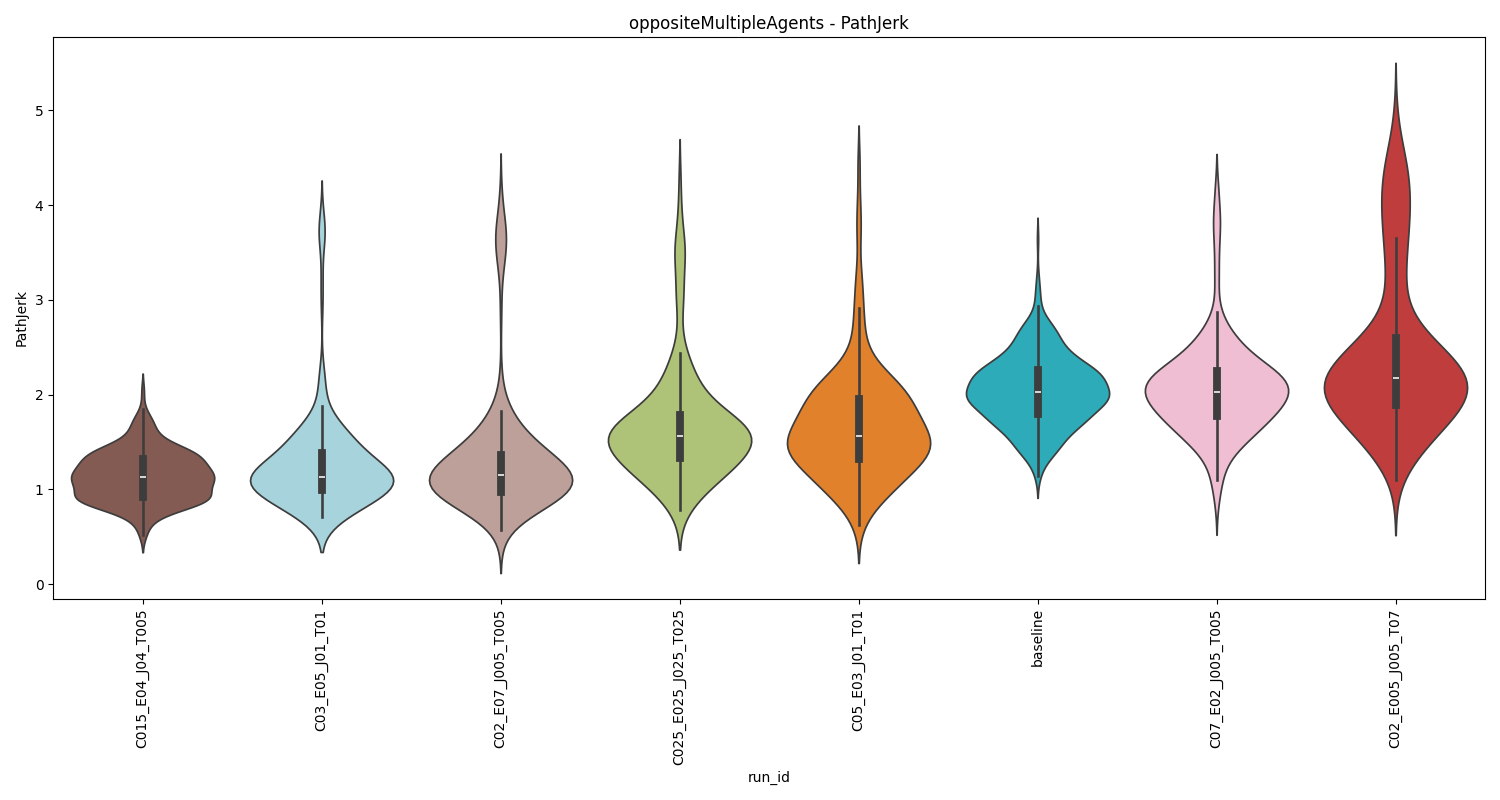 oppositeMultipleAgents - PathJerk
PathJerk
5
4
3
2
1
0
C015_E04_J04_T005
C03_E05_J01_T01
C02_E07_J005_T005
C025_E025_J025_T025
C05_E03_J01_T01
baseline
C07_E02_J005_T005
C02_E005_J005_T07
run_id